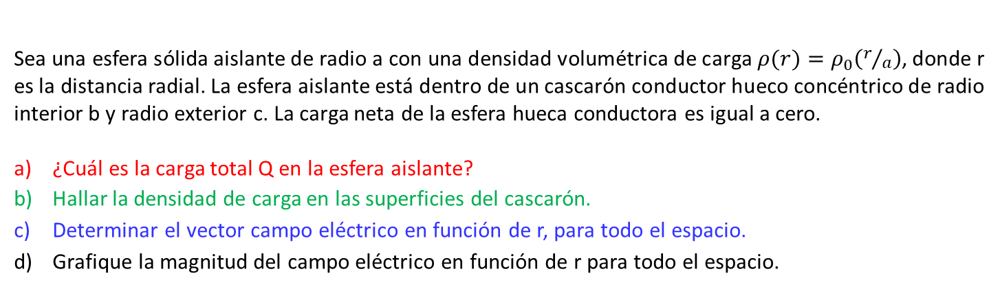 Sea una esfera sólida aislante de radio a con una densidad volumétrica de carga ρ(r) = ρ₀(r/a), donde r
es la distancia radial. La esfera aislante está dentro de un cascarón conductor hueco concéntrico de radio
interior b y radio exterior c. La carga neta de la esfera hueca conductora es igual a cero.
a) ¿Cuál es la carga total Q en la esfera aislante?
b) Hallar la densidad de carga en las superficies del cascarón.
c) Determinar el vector campo eléctrico en función de r, para todo el espacio.
d) Grafique la magnitud del campo eléctrico en función de r para todo el espacio.